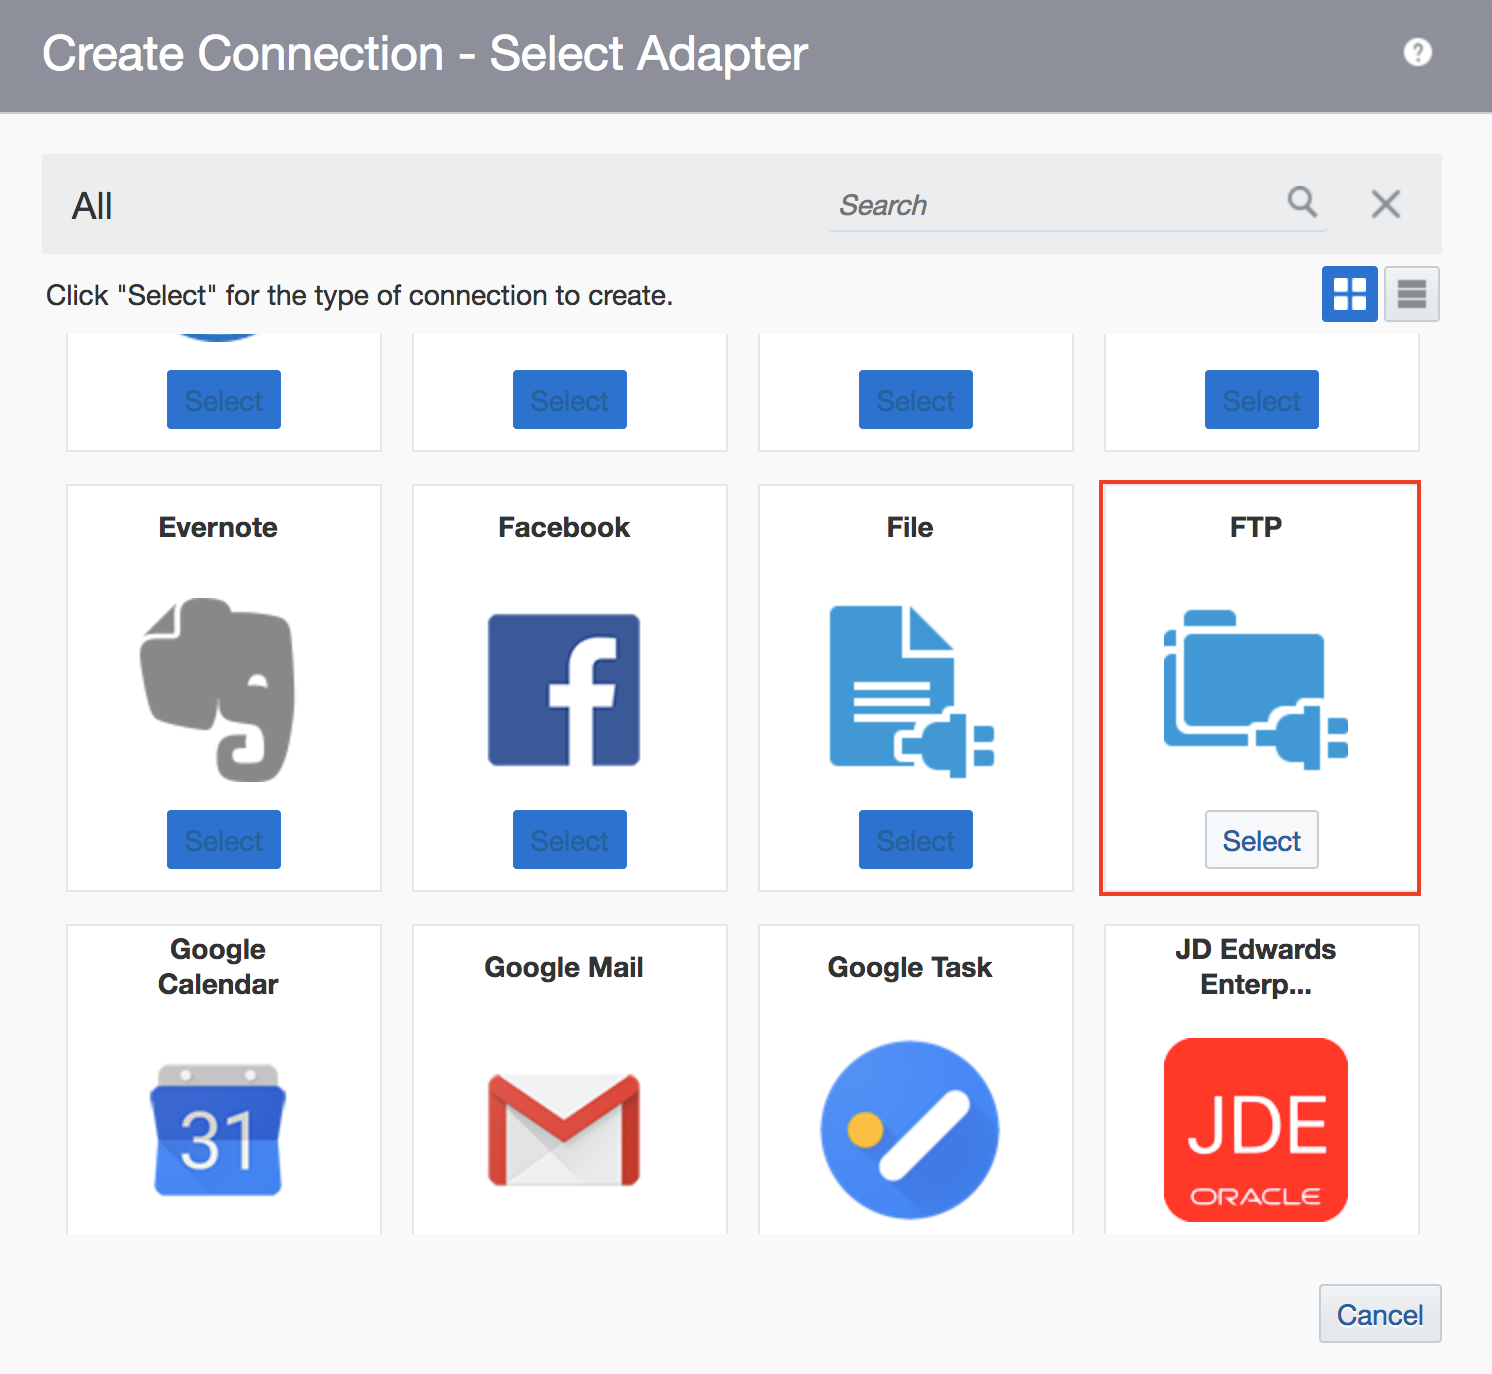 Create Connection - Select Adapter
?
All
Search
Click "Select" for the type of connection to create.
Select
Select
Select
Select
Evernote
Facebook
File
FTP
f
Select
Select
Select
Select
Google
Calendar
Google Mail
Google Task
JD Edwards
Enterp...
31
M
JDE
ORACLE
Cancel